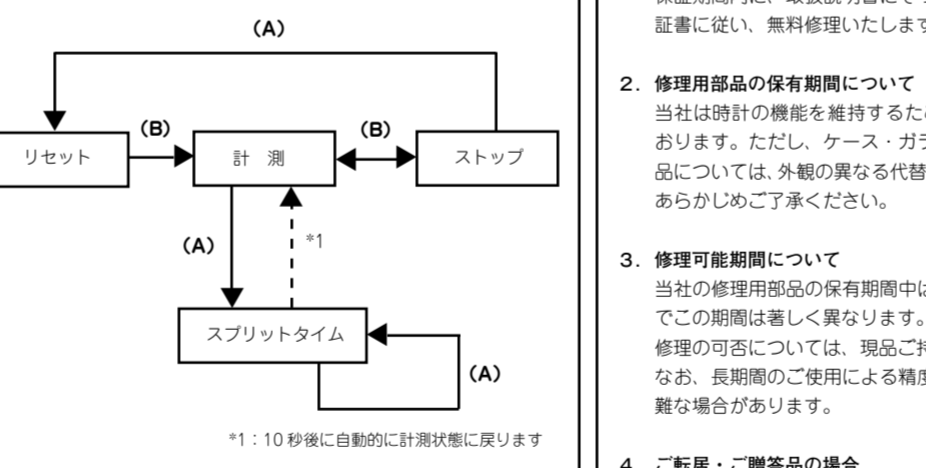 (A)
リセット
(B)
計 測
(B)
ストップ
(A)
*1
スプリットタイム
(A)
*1:10 秒後に自動的に計測状態に戻ります
証書に従い、無料修理いたします
2. 修理用部品の保有期間について
当社は時計の機能を維持するた
おります。ただし、ケース・ガラ
品については、外観の異なる代替
あらかじめご了承ください。
3. 修理可能期間について
当社の修理用部品の保有期間中は
でこの期間は著しく異なります。
修理の可否については、現品ご持
なお、長期間のご使用による精度
難な場合があります。
4. ご転居・ご贈答品の場合